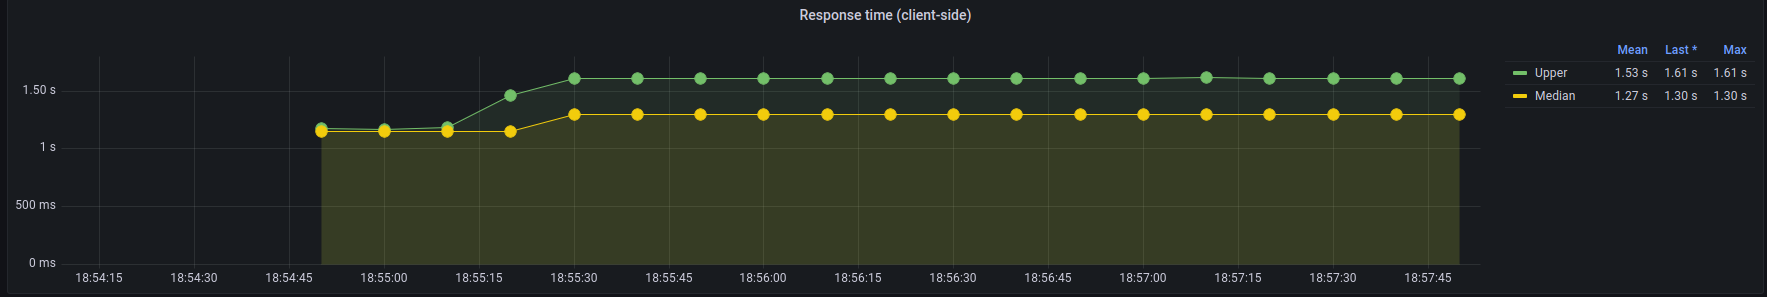 Response time (client-side)
Mean Last * Max
Upper 1.53 s 1.61 s 1.61 s
Median 1.27 s 1.30 s 1.30 s
1.50 s
1 s
500 ms
0 ms
18:54:15 18:54:30 18:54:45 18:55:00 18:55:15 18:55:30 18:55:45 18:56:00 18:56:15 18:56:30 18:56:45 18:57:00 18:57:15 18:57:30 18:57:45